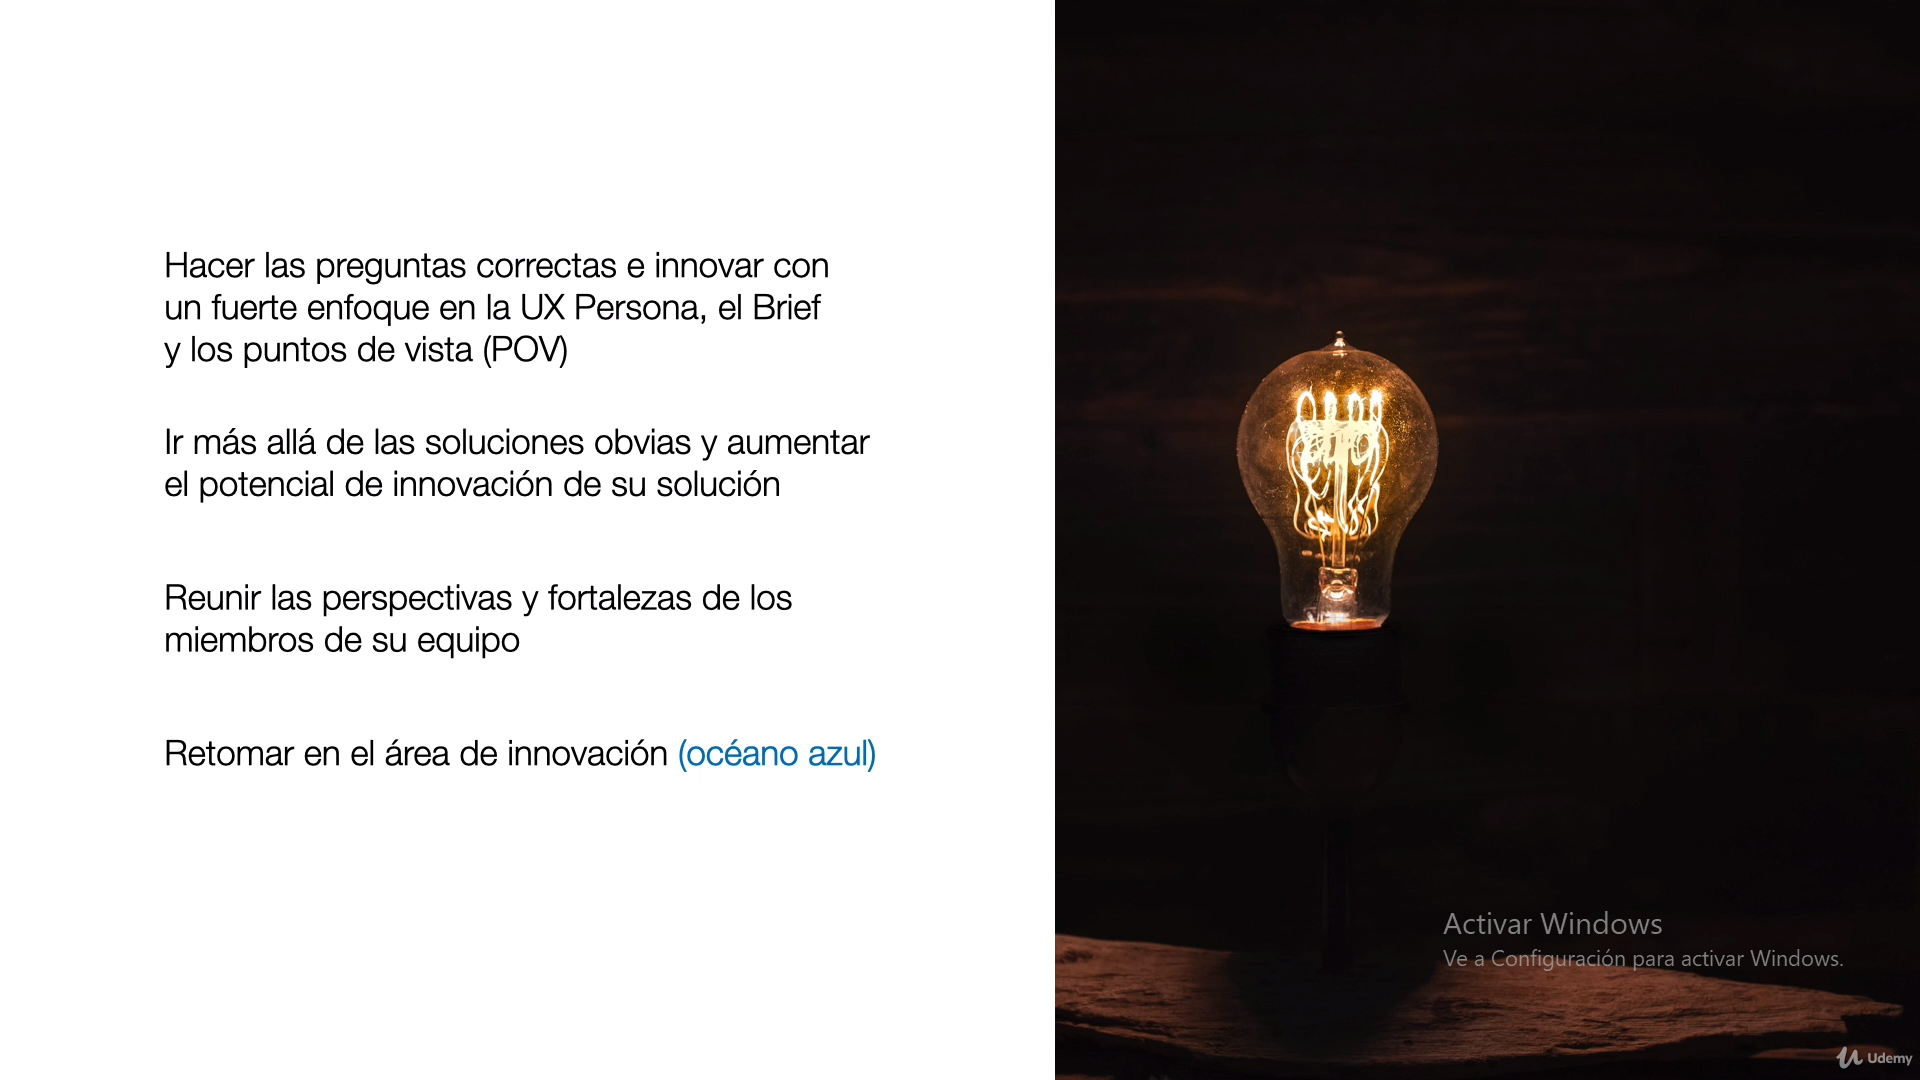 Hacer las preguntas correctas e innovar con
un fuerte enfoque en la UX Persona, el Brief
y los puntos de vista (POV)
Ir más allá de las soluciones obvias y aumentar
el potencial de innovación de su solución
Reunir las perspectivas y fortalezas de los
miembros de su equipo
Retomar en el área de innovación (océano azul)
Activar Windows
Ve a Configuración para activar Windows.
Udemy